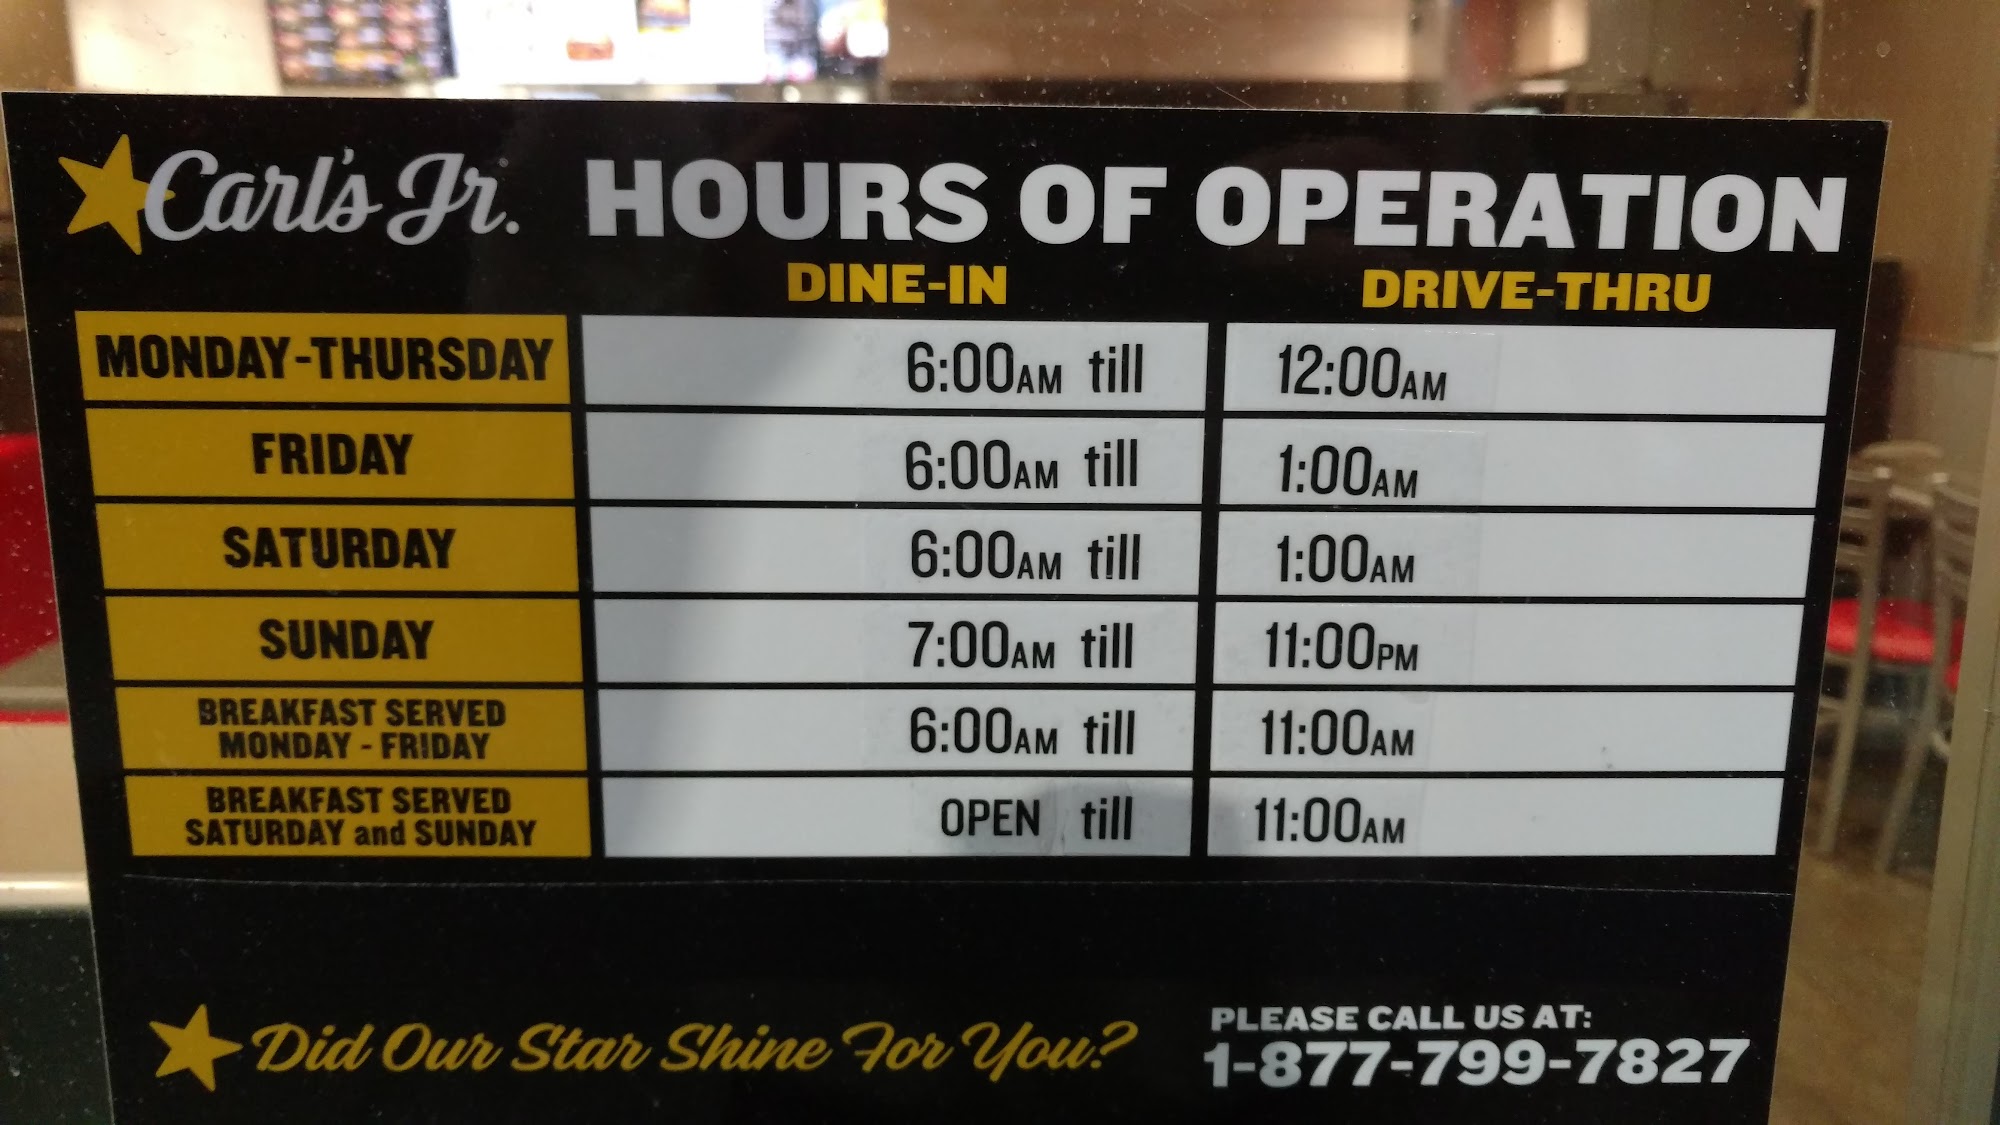 Carl's Jr. HOURS OF OPERATION
DINE-IN DRIVE-THRU
MONDAY-THURSDAY 6:00AM till 12:00AM
FRIDAY 6:00AM till 1:00AM
SATURDAY 6:00AM till 1:00AM
SUNDAY 7:00AM till 11:00PM
BREAKFAST SERVED
MONDAY - FRIDAY 6:00AM till 11:00AM
BREAKFAST SERVED
SATURDAY and SUNDAY OPEN till 11:00AM
Did Our Star Shine For You?
PLEASE CALL US AT:
1-877-799-7827